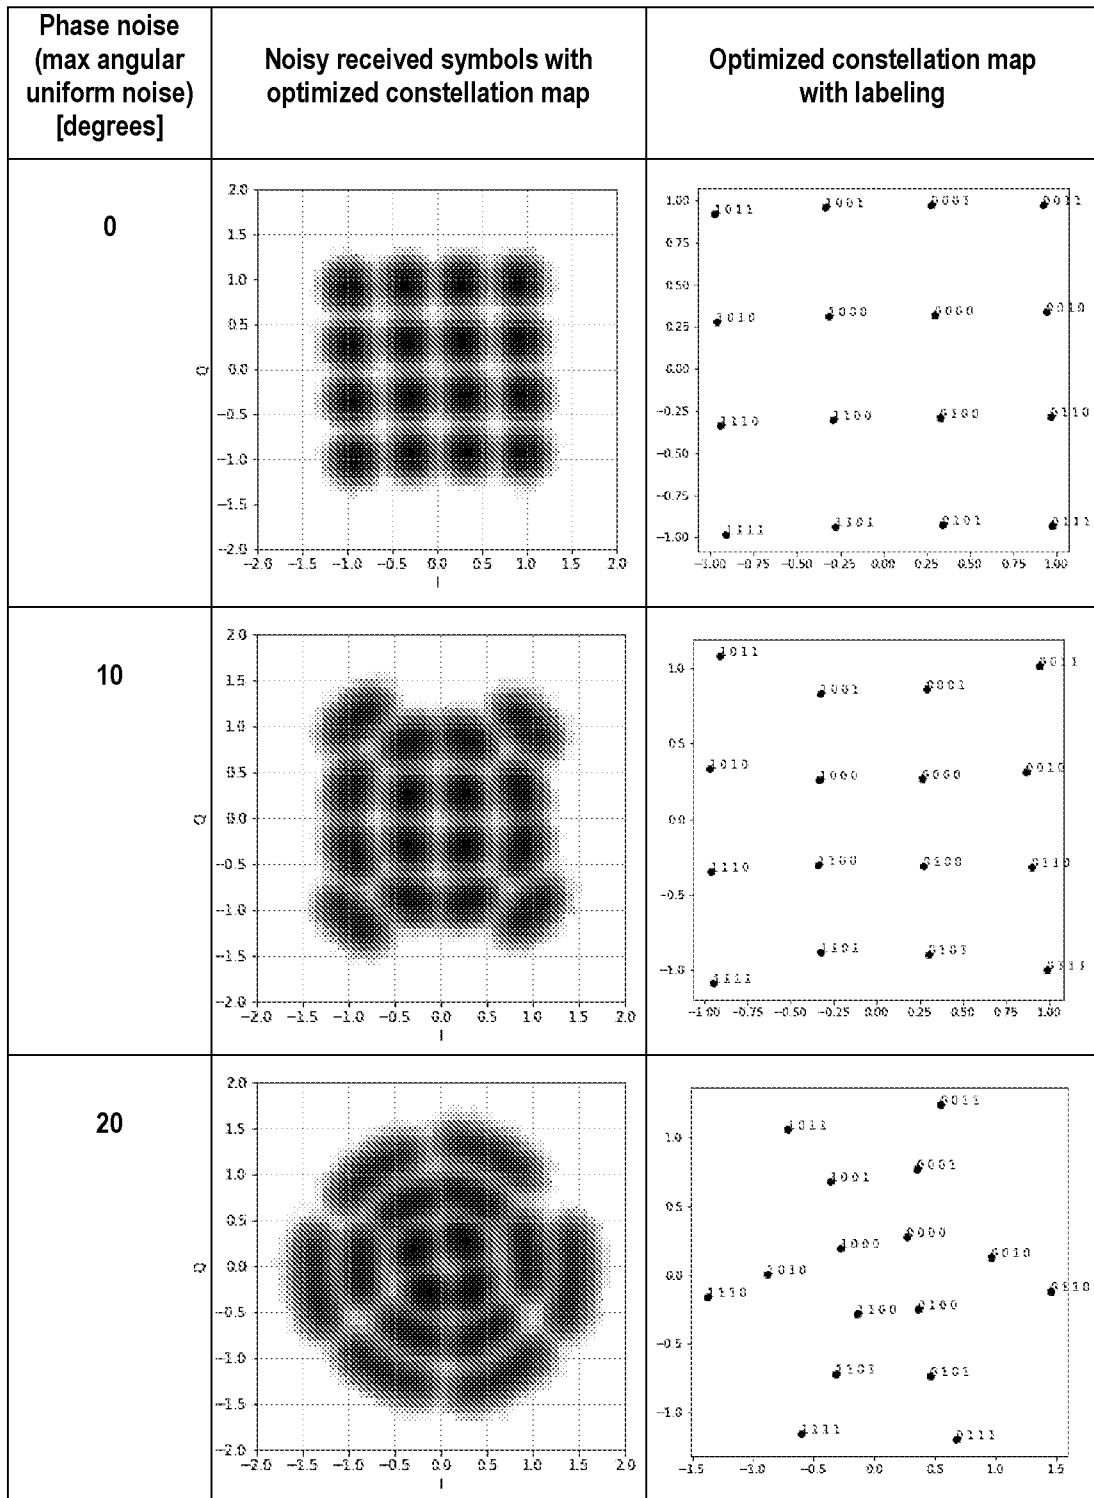 Phase noise
(max angular
uniform noise)
[degrees]
Noisy received symbols with
optimized constellation map
Optimized constellation map
with labeling
0
2.0
1.5
1.0
0.5
0.0
Q
−0.5
−1.0
−1.5
−2.0
−2.0 −1.5 −1.0 −0.5 0.0 0.5 1.0 1.5 2.0
I
1.00
0.75
0.50
0.25
0.00
−0.25
−0.50
−0.75
−1.00
1011 1001 0001 0011
1010 1000 0000 0010
1110 1100 0100 0110
1111 1101 0101 0111
−1.00 −0.75 −0.50 −0.25 0.00 0.25 0.50 0.75 1.00
10
2.0
1.5
1.0
0.5
0.0
Q
−0.5
−1.0
−1.5
−2.0
−2.0 −1.5 −1.0 −0.5 0.0 0.5 1.0 1.5 2.0
I
1.0
0.5
0.0
−0.5
−1.0
1011 0011
1001 0001
1010 1000 0000 0010
1110 1100 0100 0110
1101 0101
1111 0111
−1.00 −0.75 −0.50 −0.25 0.00 0.25 0.50 0.75 1.00
20
2.0
1.5
1.0
0.5
0.0
Q
−0.5
−1.0
−1.5
−2.0
−2.0 −1.5 −1.0 −0.5 0.0 0.5 1.0 1.5 2.0
I
1.0
0.5
0.0
−0.5
−1.0
0011
1011
1001 0001
1000 0000
1010 0010
1110 0110
1100 0100
1101 0101
1111 0111
−1.5 −1.0 −0.5 0.0 0.5 1.0 1.5